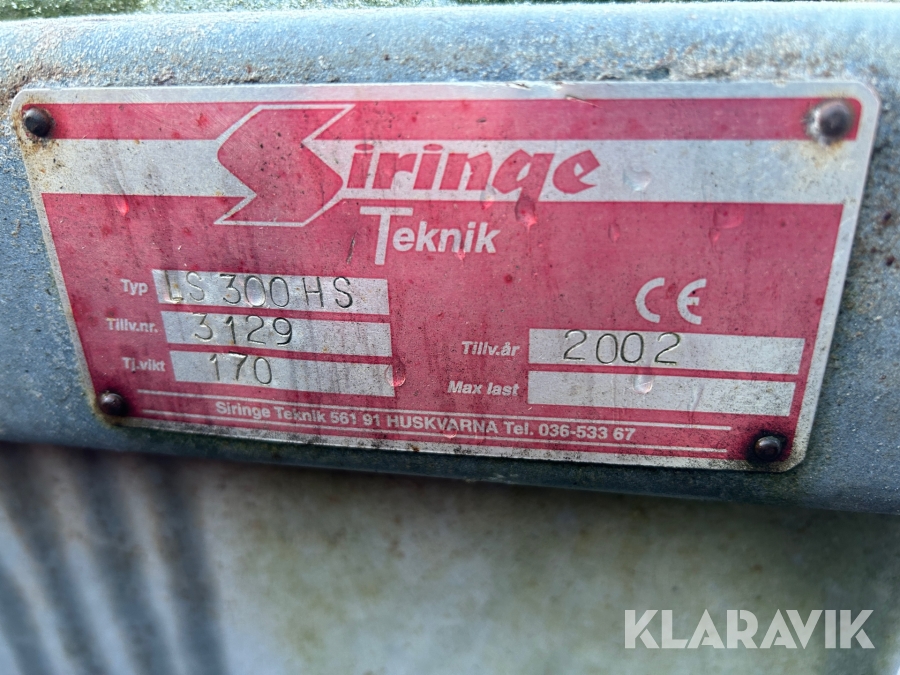 Siringe
Teknik
Typ LS 300 HS
Tillv.nr. 3129
Tj.vikt 170
CE
Tillv.år 2002
Max last
Siringe Teknik 561 91 HUSKVARNA Tel. 036-533 67
KLARAVIK